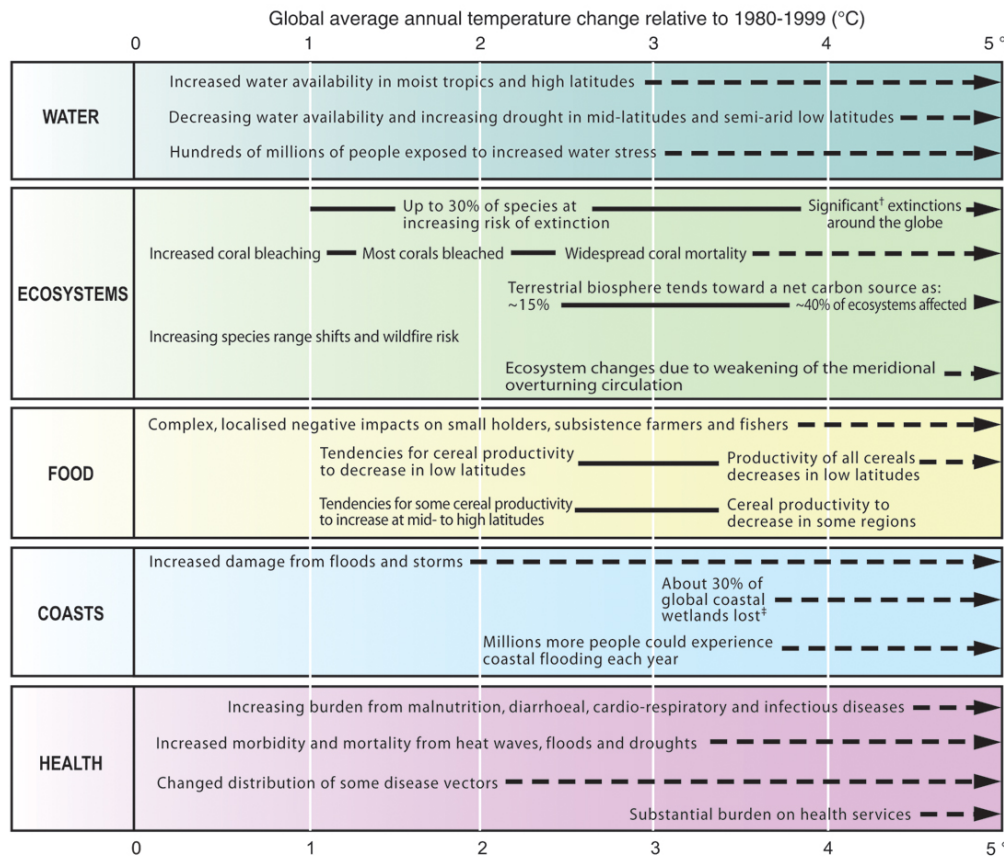 Global average annual temperature change relative to 1980-1999 (°C)
0 1 2 3 4 5 °
WATER
Increased water availability in moist tropics and high latitudes
Decreasing water availability and increasing drought in mid-latitudes and semi-arid low latitudes
Hundreds of millions of people exposed to increased water stress
ECOSYSTEMS
Up to 30% of species at
increasing risk of extinction
Significant† extinctions
around the globe
Increased coral bleaching
Most corals bleached
Widespread coral mortality
Terrestrial biosphere tends toward a net carbon source as:
~15%
~40% of ecosystems affected
Increasing species range shifts and wildfire risk
Ecosystem changes due to weakening of the meridional
overturning circulation
FOOD
Complex, localised negative impacts on small holders, subsistence farmers and fishers
Tendencies for cereal productivity
to decrease in low latitudes
Productivity of all cereals
decreases in low latitudes
Tendencies for some cereal productivity
to increase at mid- to high latitudes
Cereal productivity to
decrease in some regions
COASTS
Increased damage from floods and storms
About 30% of
global coastal
wetlands lost‡
Millions more people could experience
coastal flooding each year
HEALTH
Increasing burden from malnutrition, diarrhoeal, cardio-respiratory and infectious diseases
Increased morbidity and mortality from heat waves, floods and droughts
Changed distribution of some disease vectors
Substantial burden on health services
0 1 2 3 4 5 °